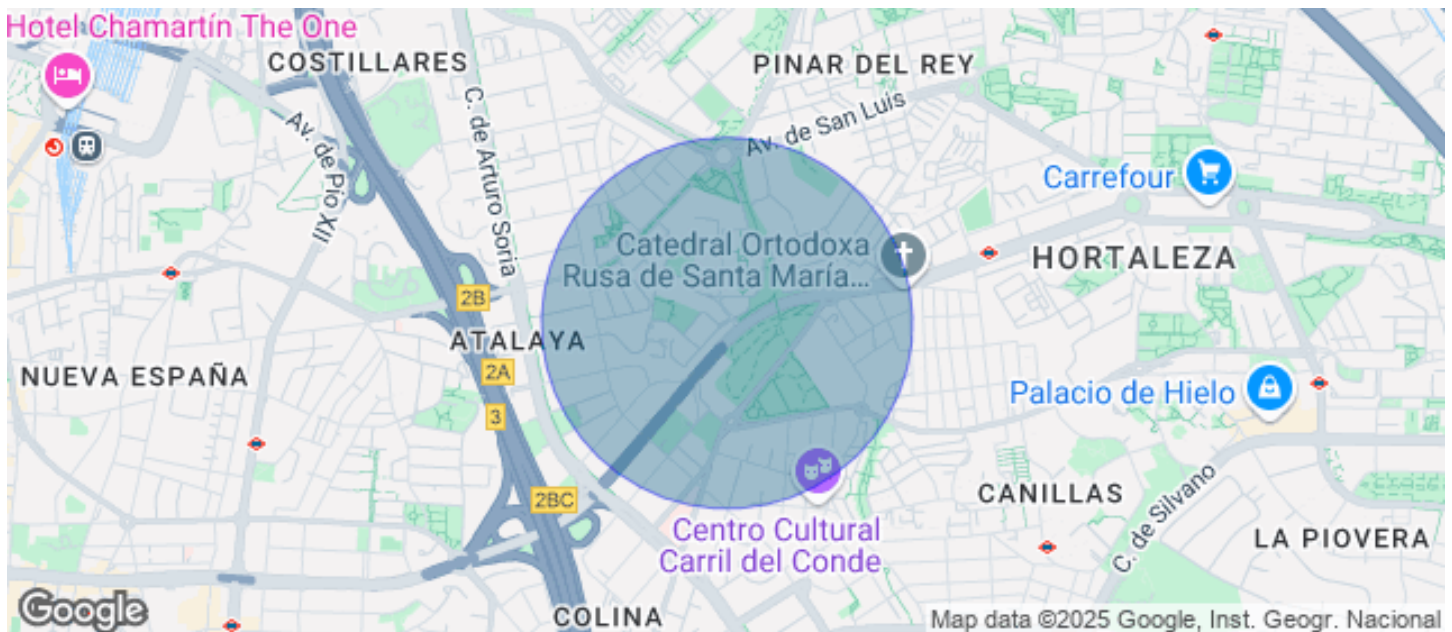 Hotel Chamartín The One
COSTILLARES
PINAR DEL REY
C. de Arturo Soria
Av. de Pío XII
Av. de San Luis
Carrefour
Catedral Ortodoxa
Rusa de Santa María...
HORTALEZA
2B
ATALAYA
NUEVA ESPAÑA
2A
3
Palacio de Hielo
2BC
CANILLAS
C. de Silvano
Centro Cultural
Carril del Conde
LA PIOVERA
COLINA
Google
Map data ©2025 Google, Inst. Geogr. Nacional